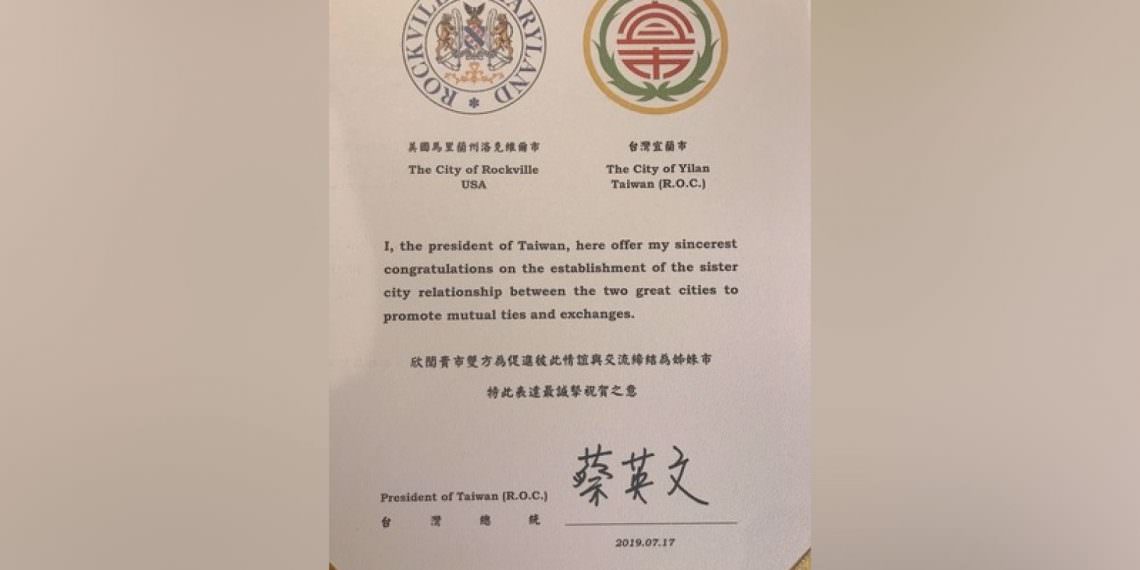 ROCKVILLE MARYLAND
美國馬里蘭州洛克維爾市
The City of Rockville
USA
台灣宜蘭市
The City of Yilan
Taiwan (R.O.C.)
I, the president of Taiwan, here offer my sincerest
congratulations on the establishment of the sister
city relationship between the two great cities to
promote mutual ties and exchanges.
欣聞貴市雙方為促進彼此情誼與交流締結為姊妹市
特此表達最誠摯祝賀之意
President of Taiwan (R.O.C.)
台灣總統
蔡英文
2019.07.17